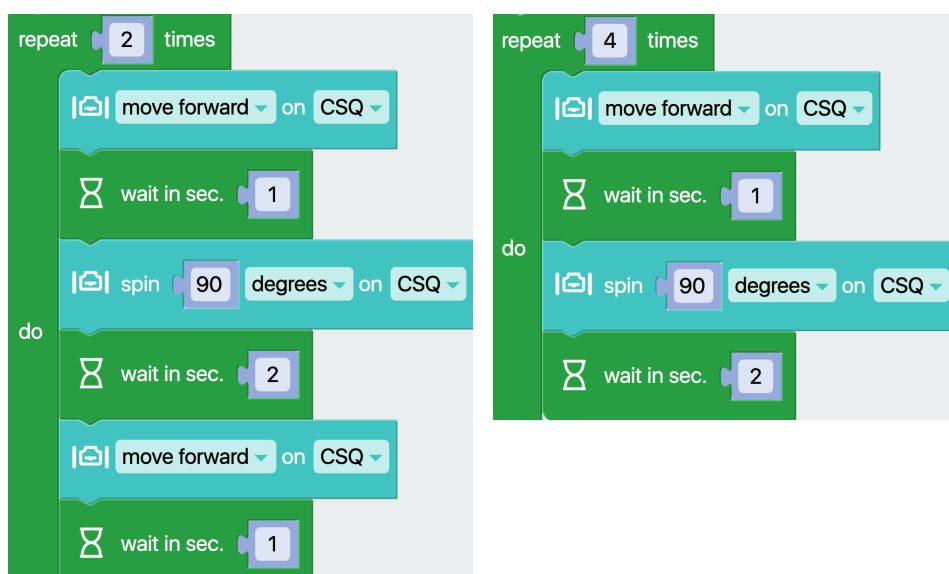 repeat 2 times
move forward on CSQ
wait in sec. 1
spin 90 degrees on CSQ
do
wait in sec. 2
move forward on CSQ
wait in sec. 1
repeat 4 times
move forward on CSQ
wait in sec. 1
do
spin 90 degrees on CSQ
wait in sec. 2